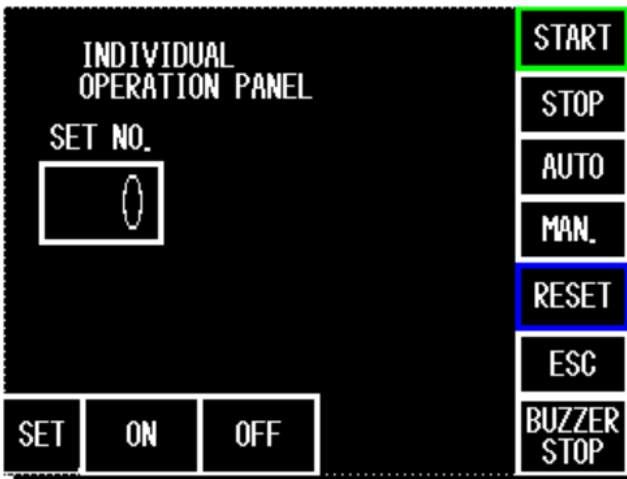 INDIVIDUAL
OPERATION PANEL
SET NO.
0
SET
ON
OFF
START
STOP
AUTO
MAN.
RESET
ESC
BUZZER
STOP